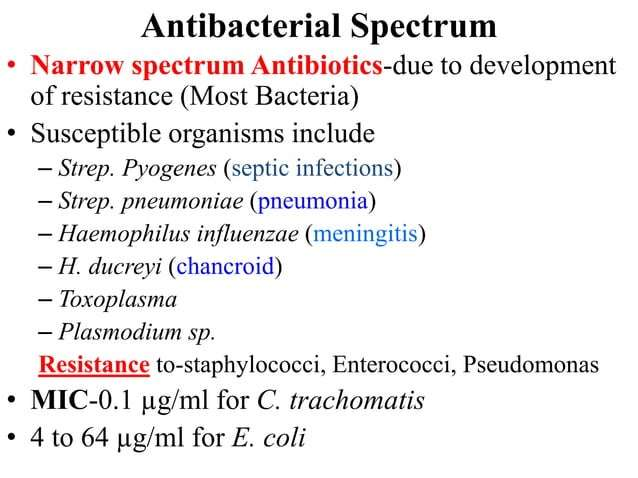 Antibacterial Spectrum
• Narrow spectrum Antibiotics-due to development
of resistance (Most Bacteria)
• Susceptible organisms include
– Strep. Pyogenes (septic infections)
– Strep. pneumoniae (pneumonia)
– Haemophilus influenzae (meningitis)
– H. ducreyi (chancroid)
– Toxoplasma
– Plasmodium sp.
Resistance to-staphylococci, Enterococci, Pseudomonas
• MIC-0.1 µg/ml for C. trachomatis
• 4 to 64 µg/ml for E. coli